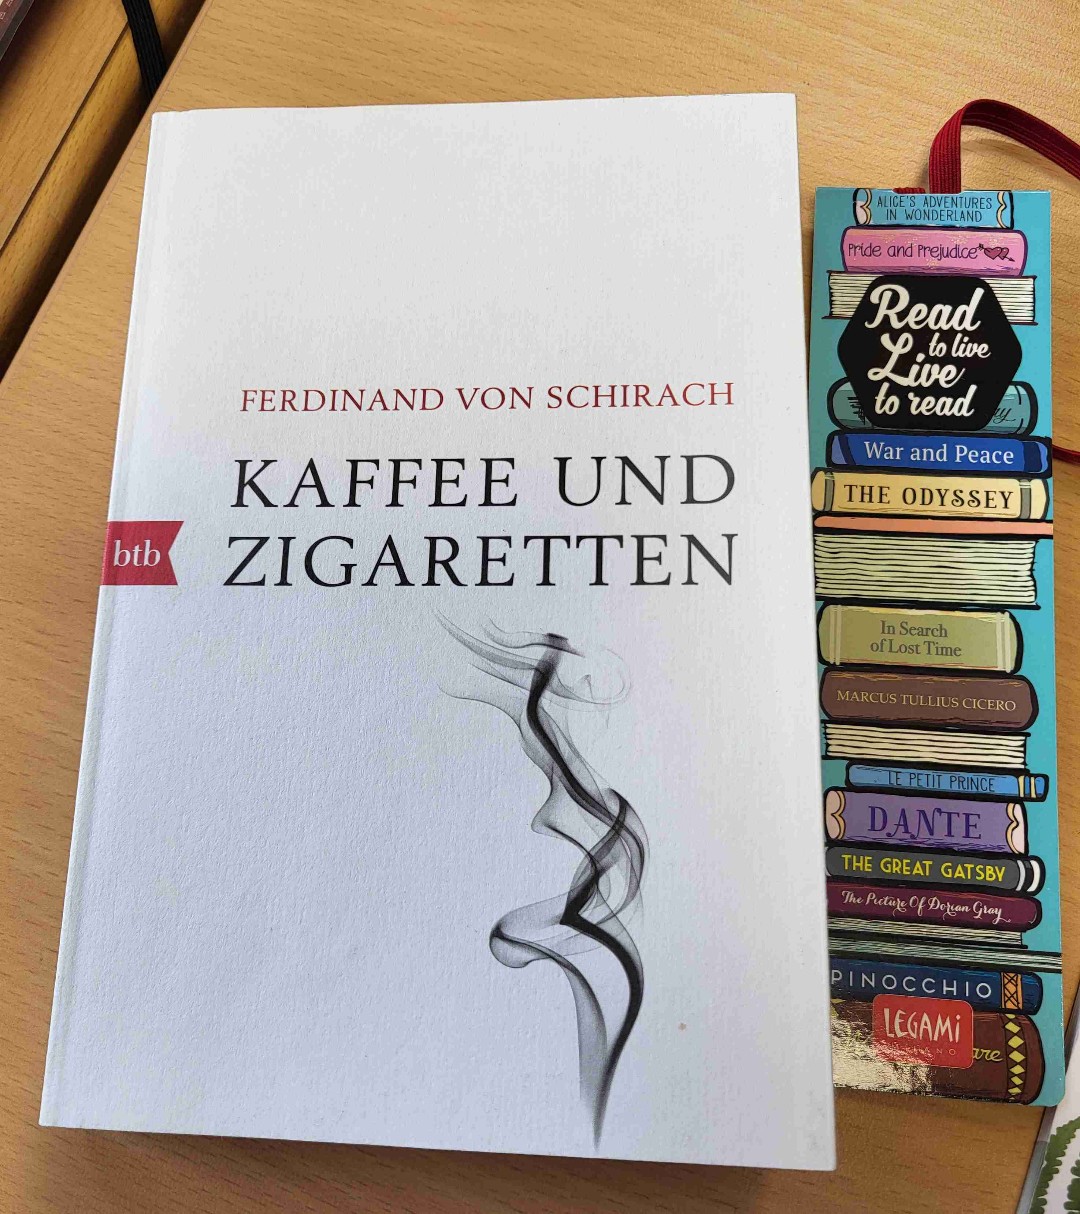 FERDINAND VON SCHIRACH
KAFFEE UND
ZIGARETTEN
btb
ALICE'S ADVENTURES
IN WONDERLAND
Pride and Prejudice
Read
to live
Live
to read
War and Peace
THE ODYSSEY
In Search
of Lost Time
MARCUS TULLIUS CICERO
LE PETIT PRINCE
DANTE
THE GREAT GATSBY
The Picture Of Dorian Gray
PINOCCHIO
LEGAMI